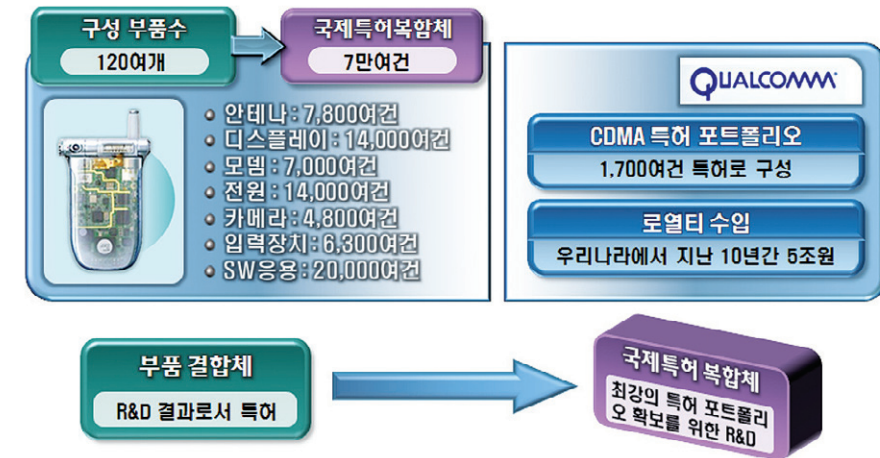 구성 부품수
120여개
국제특허복합체
7만여건
안테나 : 7,800여건
디스플레이 : 14,000여건
모뎀 : 7,000여건
전원 : 14,000여건
카메라 : 4,800여건
입력장치 : 6,300여건
SW응용 : 20,000여건
QUALCOMM
CDMA 특허 포트폴리오
1,700여건 특허로 구성
로열티 수입
우리나라에서 지난 10년간 5조원
부품 결합체
R&D 결과로서 특허
국제특허 복합체
최강의 특허 포트폴리
오 확보를 위한 R&D